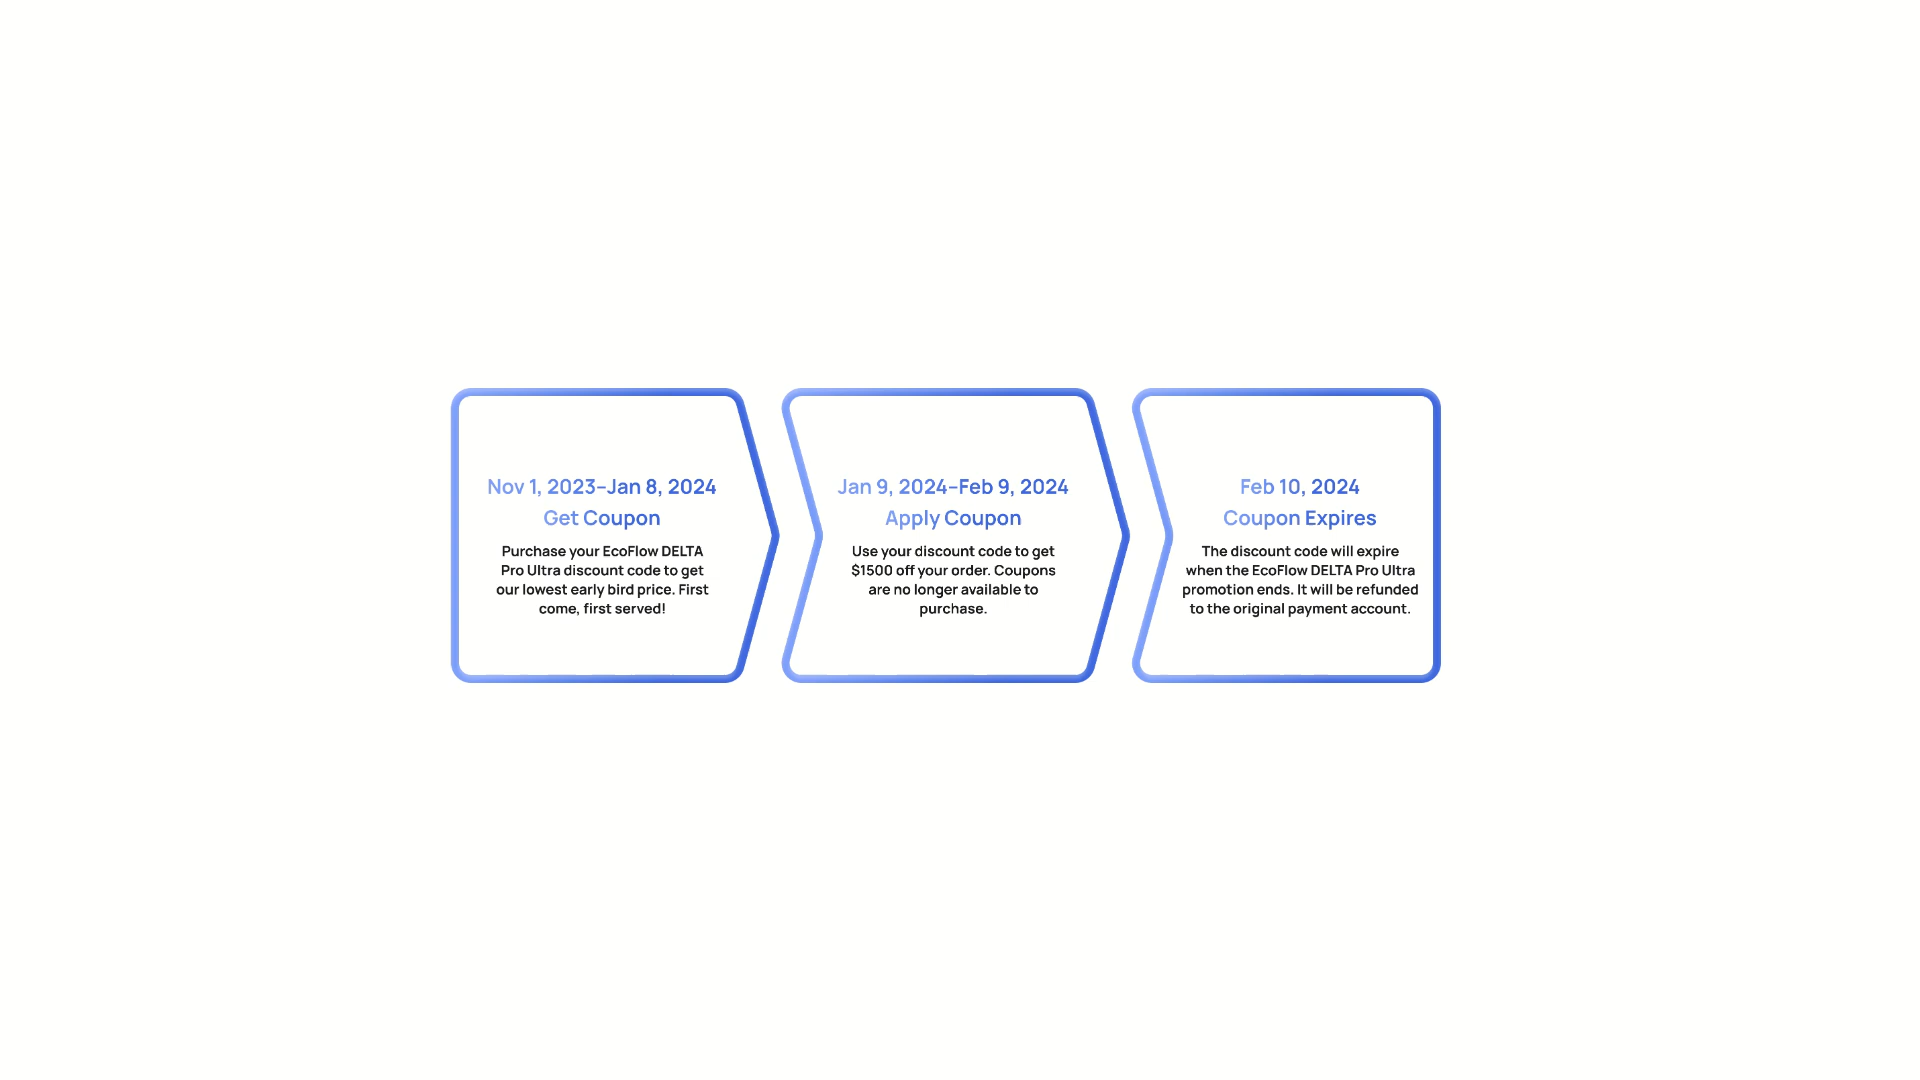 Nov 1, 2023–Jan 8, 2024
Get Coupon
Purchase your EcoFlow DELTA
Pro Ultra discount code to get
our lowest early bird price. First
come, first served!
Jan 9, 2024–Feb 9, 2024
Apply Coupon
Use your discount code to get
$1500 off your order. Coupons
are no longer available to
purchase.
Feb 10, 2024
Coupon Expires
The discount code will expire
when the EcoFlow DELTA Pro Ultra
promotion ends. It will be refunded
to the original payment account.